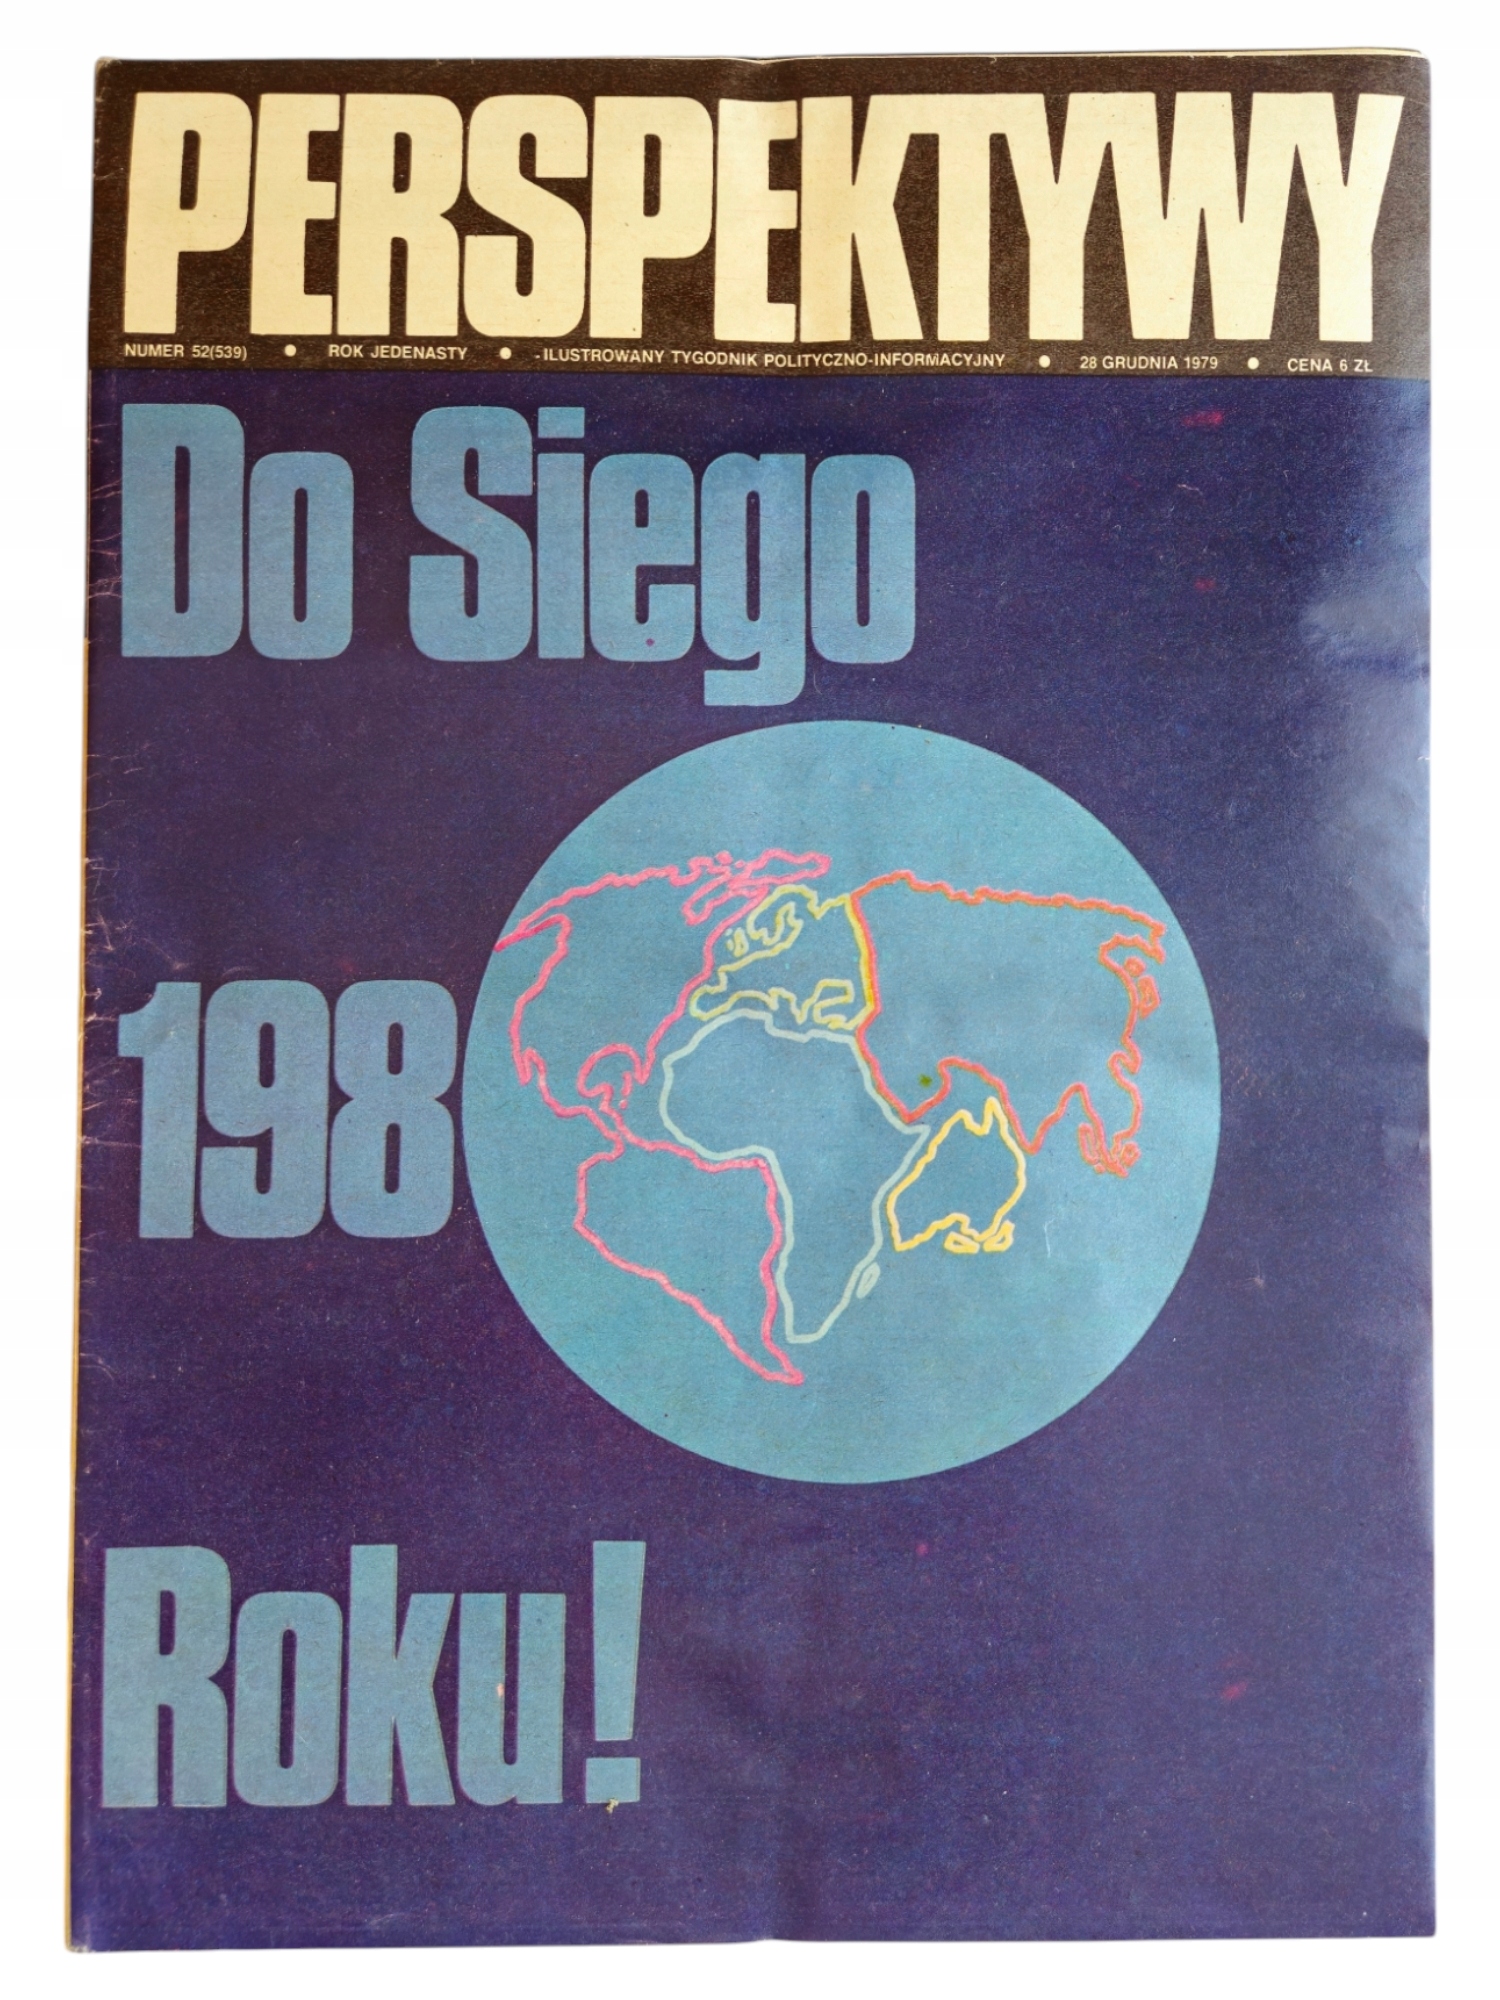 PERSPEKTYWY
NUMER 52(539) ● ROK JEDENASTY ● -ILUSTROWANY TYGODNIK POLITYCZNO-INFORMACYJNY ● 28 GRUDNIA 1979 ● CENA 6 ZŁ
Do Siego
198
Roku!